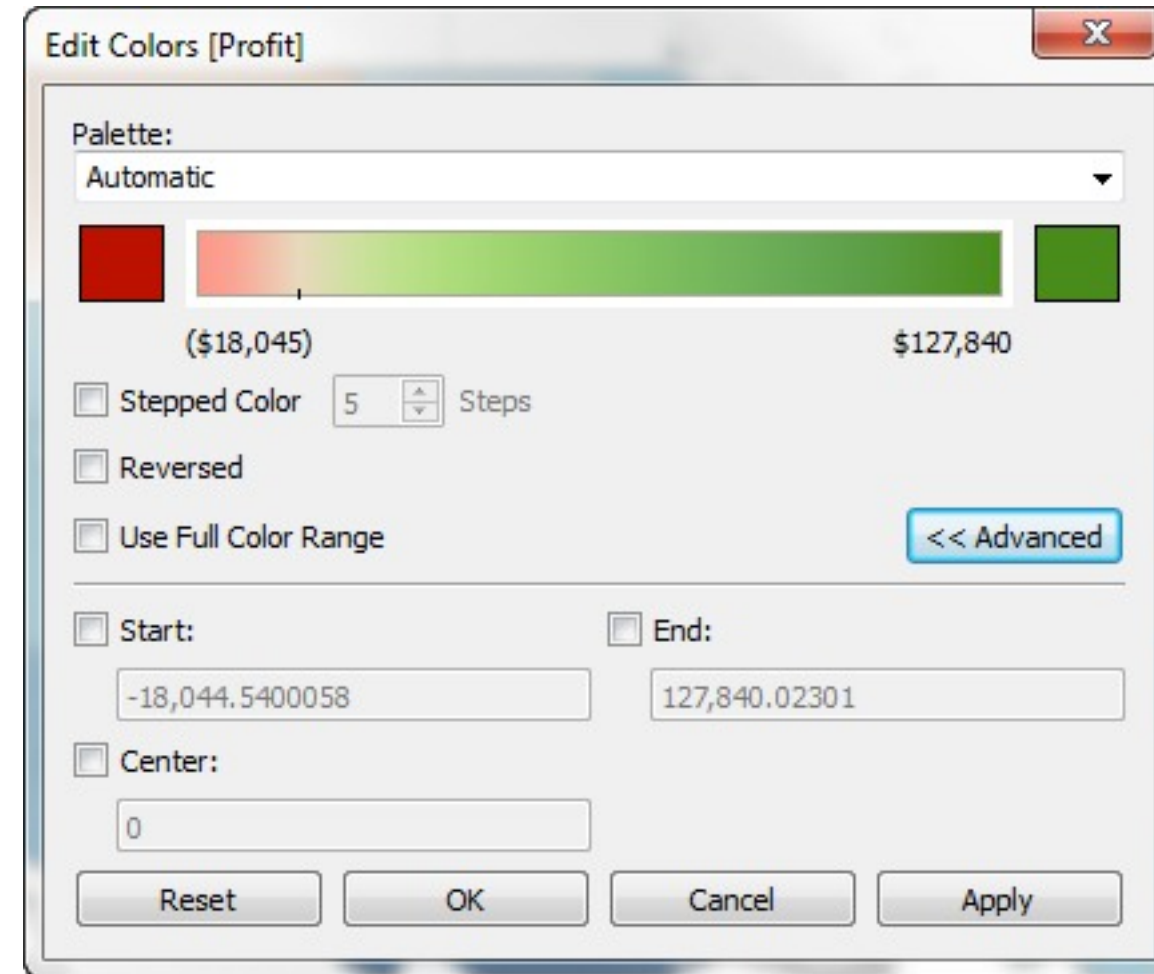 Edit Colors [Profit]
Palette:
Automatic
($18,045) $127,840
Stepped Color 5 Steps
Reversed
Use Full Color Range << Advanced
Start: End:
-18,044.5400058 127,840.02301
Center:
0
Reset OK Cancel Apply